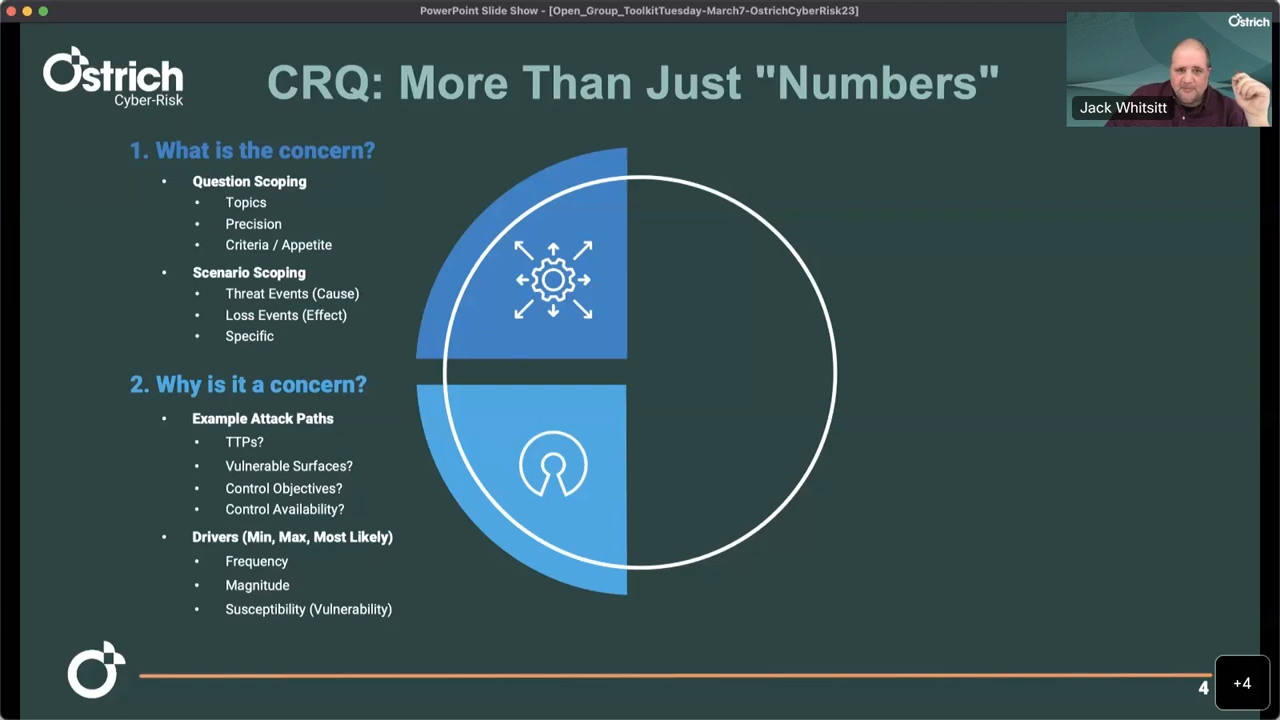 PowerPoint Slide Show - [Open_Group_ToolkitTuesday-March7-OstrichCyberRisk23]
Ostrich
Cyber-Risk
CRQ: More Than Just "Numbers"
Ostrich
Jack Whitsitt
1. What is the concern?
• Question Scoping
• Topics
• Precision
• Criteria / Appetite
• Scenario Scoping
• Threat Events (Cause)
• Loss Events (Effect)
• Specific
2. Why is it a concern?
• Example Attack Paths
• TTPs?
• Vulnerable Surfaces?
• Control Objectives?
• Control Availability?
• Drivers (Min, Max, Most Likely)
• Frequency
• Magnitude
• Susceptibility (Vulnerability)
4
+4